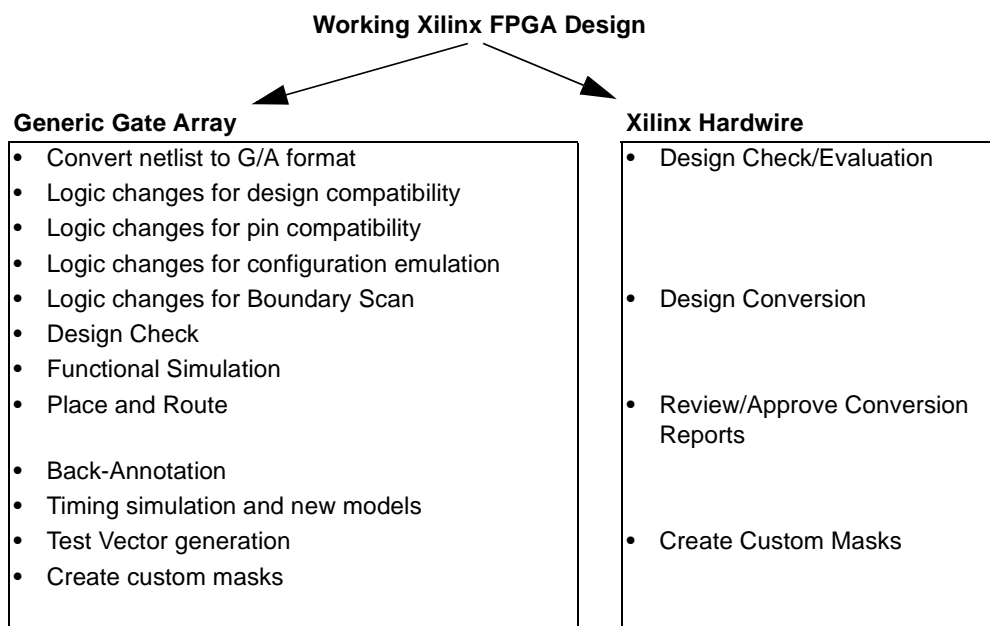 Working Xilinx FPGA Design
Generic Gate Array
• Convert netlist to G/A format
• Logic changes for design compatibility
• Logic changes for pin compatibility
• Logic changes for configuration emulation
• Logic changes for Boundary Scan
• Design Check
• Functional Simulation
• Place and Route
• Back-Annotation
• Timing simulation and new models
• Test Vector generation
• Create custom masks
Xilinx Hardwire
• Design Check/Evaluation
• Design Conversion
• Review/Approve Conversion
Reports
• Create Custom Masks